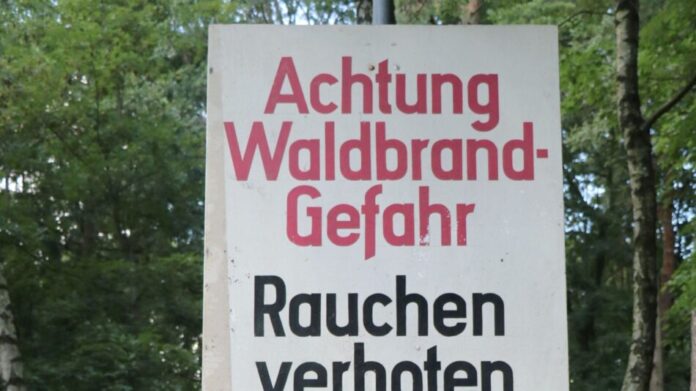 Achtung
Waldbrand-
Gefahr
Rauchen
verboten